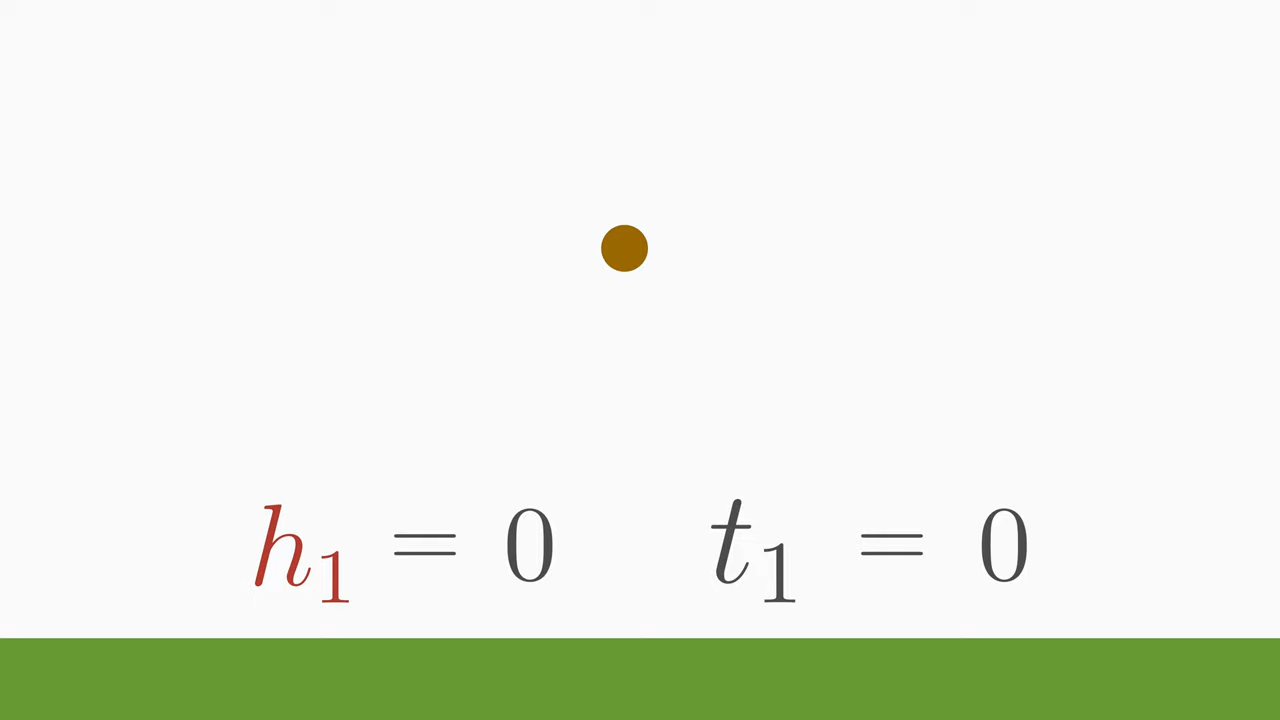 h₁ = 0 t₁ = 0